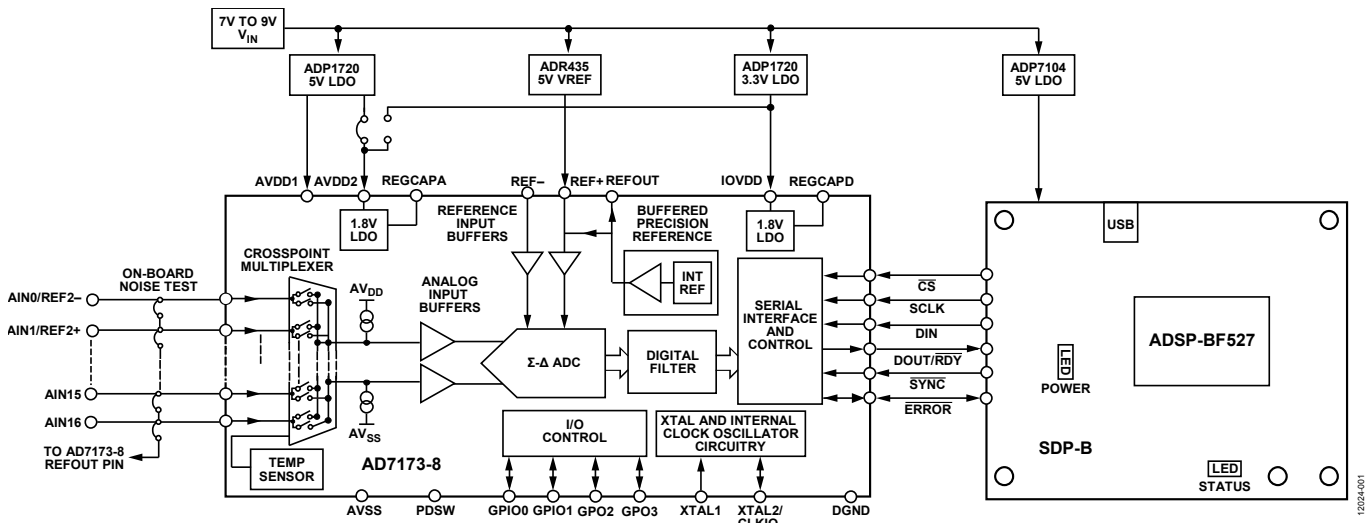 7V TO 9V
VIN
ADP1720
5V LDO
ADR435
5V VREF
ADP1720
3.3V LDO
ADP7104
5V LDO
AVDD1
AVDD2
REGCAPA
REF–
REF+
REFOUT
IOVDD
REGCAPD
1.8V
LDO
REFERENCE
INPUT
BUFFERS
BUFFERED
PRECISION
REFERENCE
1.8V
LDO
USB
CROSSPOINT
MULTIPLEXER
INT
REF
ON-BOARD
NOISE TEST
ANALOG
INPUT
BUFFERS
AVDD
AIN0/REF2–
AIN1/REF2+
AIN15
AIN16
Σ-Δ ADC
DIGITAL
FILTER
SERIAL
INTERFACE
AND
CONTROL
CS
SCLK
DIN
DOUT/RDY
SYNC
ERROR
LED
POWER
ADSP-BF527
AVSS
TO AD7173-8
REFOUT PIN
TEMP
SENSOR
AD7173-8
I/O
CONTROL
XTAL AND INTERNAL
CLOCK OSCILLATOR
CIRCUITRY
SDP-B
LED
STATUS
AVSS
PDSW
GPIO0
GPIO1
GPO2
GPO3
XTAL1
XTAL2/
CLKIO
DGND
12024-001